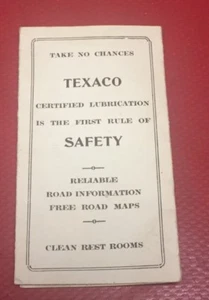 TAKE NO CHANCES
TEXACO
CERTIFIED LUBRICATION
IS THE FIRST RULE OF
SAFETY
RELIABLE
ROAD INFORMATION
FREE ROAD MAPS
CLEAN REST ROOMS